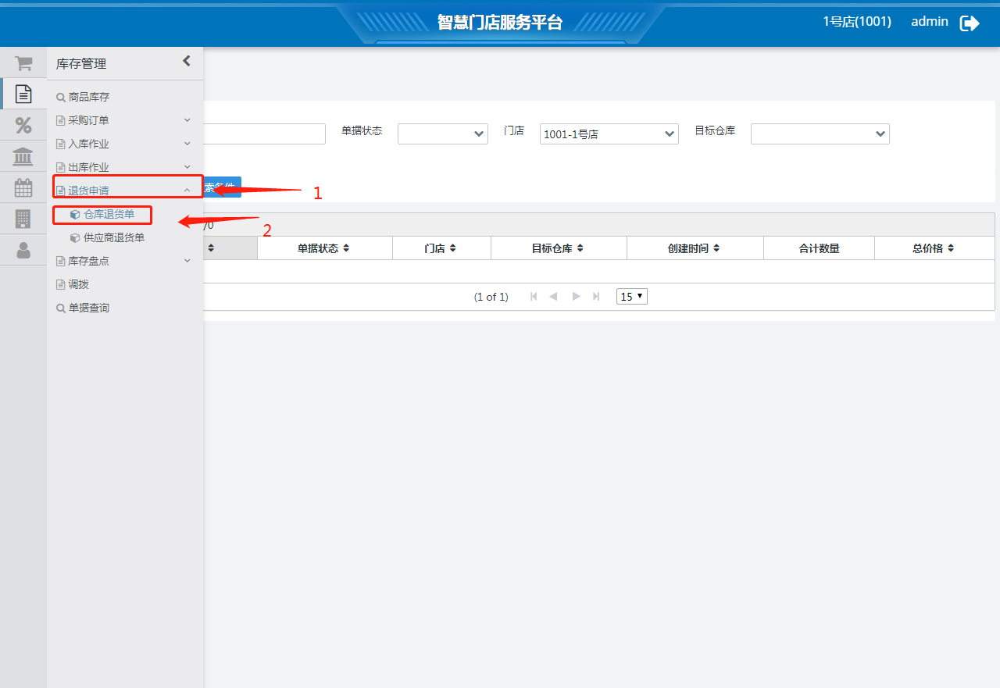 智慧门店服务平台
1号店(1001) admin
库存管理
商品库存
采购订单
入库作业
出库作业
退货申请
仓库退货单
供应商退货单
库存盘点
调拨
单据查询
单据状态 门店 1001-1号店 目标仓库
索条件
1
2
/0
单据状态 门店 目标仓库 创建时间 合计数量 总价格
(1 of 1) 15